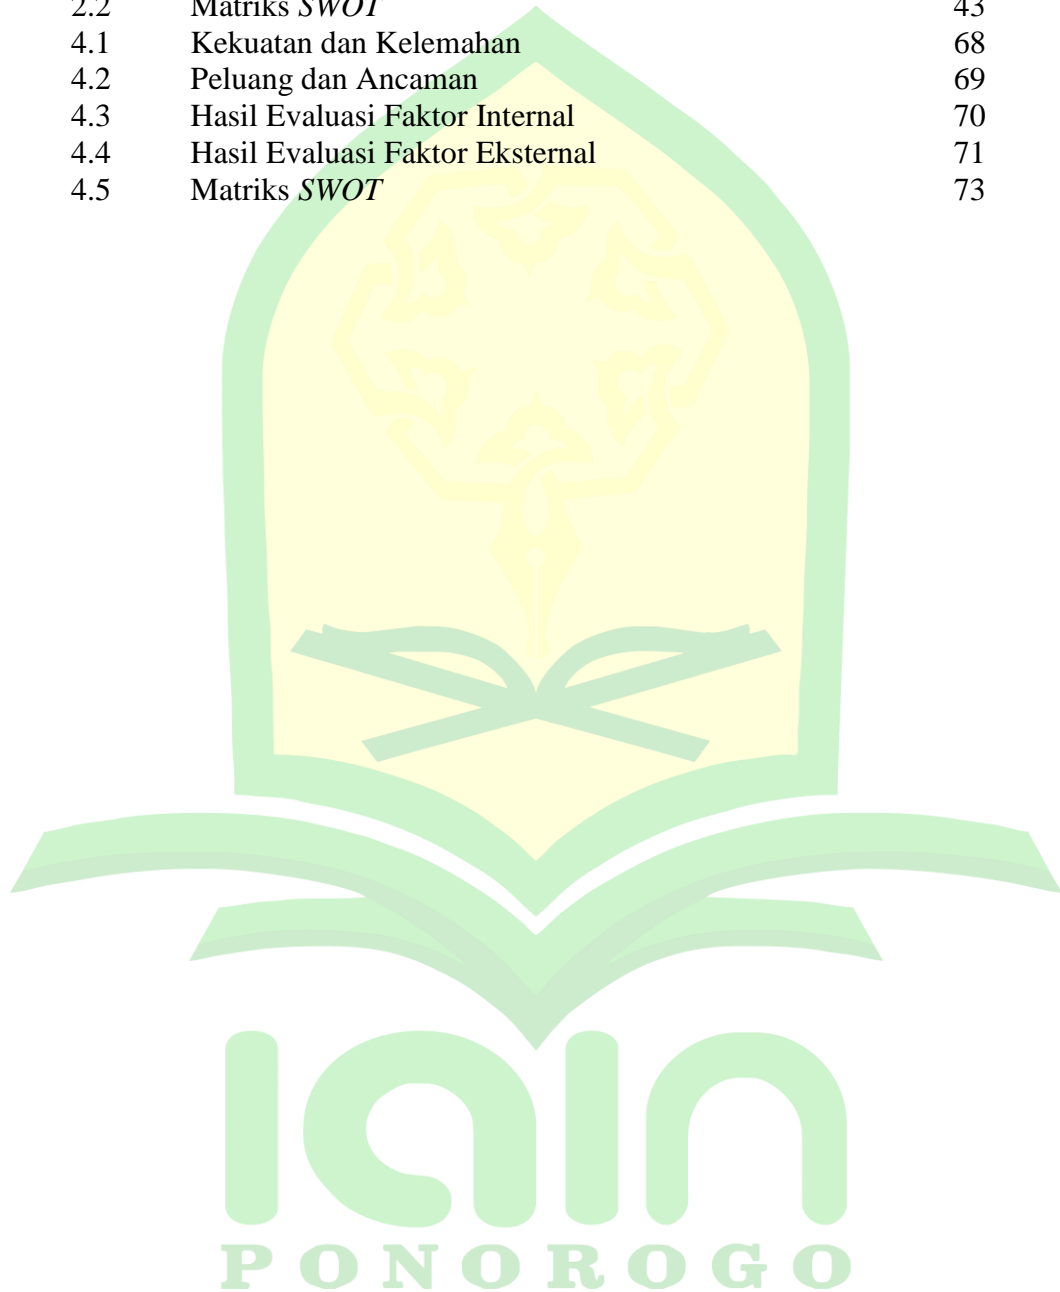 2.2 Matriks SWOT 43
4.1 Kekuatan dan Kelemahan 68
4.2 Peluang dan Ancaman 69
4.3 Hasil Evaluasi Faktor Internal 70
4.4 Hasil Evaluasi Faktor Eksternal 71
4.5 Matriks SWOT 73
iain
PONOROGO